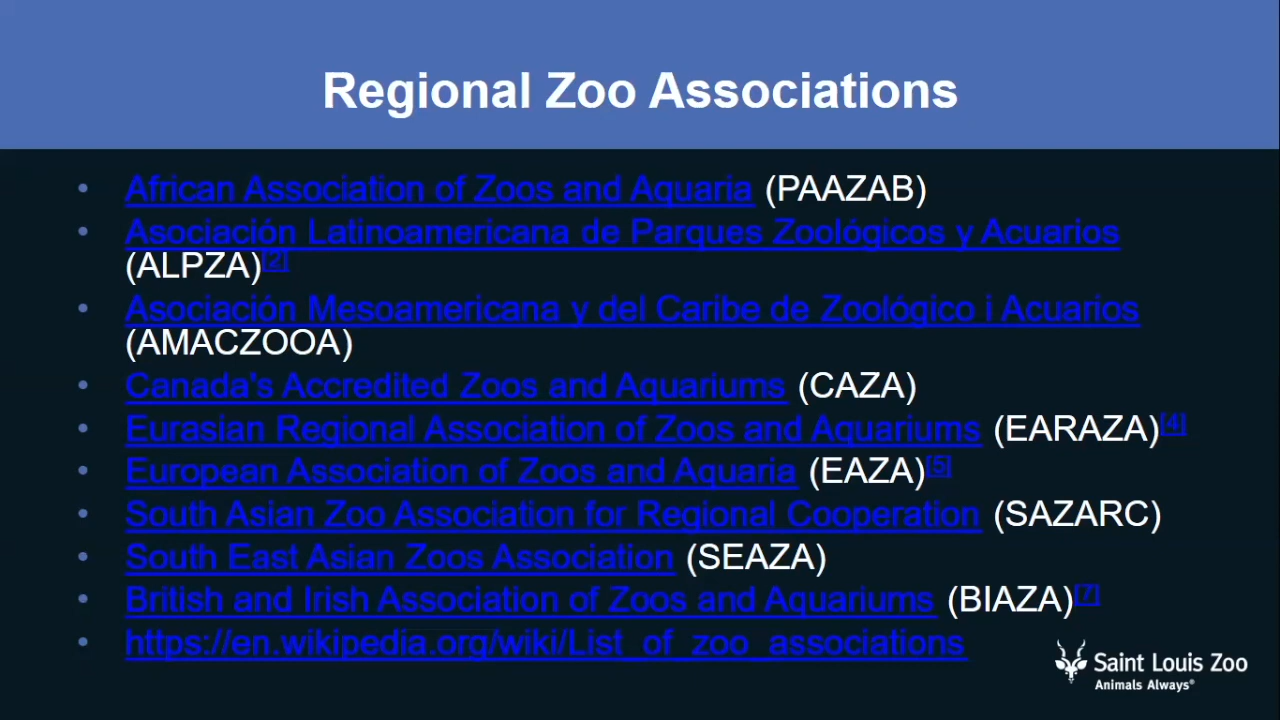 Regional Zoo Associations
• African Association of Zoos and Aquaria (PAAZAB)
• Asociación Latinoamericana de Parques Zoológicos y Acuarios
(ALPZA)[2]
• Asociación Mesoamericana y del Caribe de Zoológico i Acuarios
(AMACZOOA)
• Canada's Accredited Zoos and Aquariums (CAZA)
• Eurasian Regional Association of Zoos and Aquariums (EARAZA)[4]
• European Association of Zoos and Aquaria (EAZA)[5]
• South Asian Zoo Association for Regional Cooperation (SAZARC)
• South East Asian Zoos Association (SEAZA)
• British and Irish Association of Zoos and Aquariums (BIAZA)[7]
• https://en.wikipedia.org/wiki/List_of_zoo_associations
Saint Louis Zoo
Animals Always®